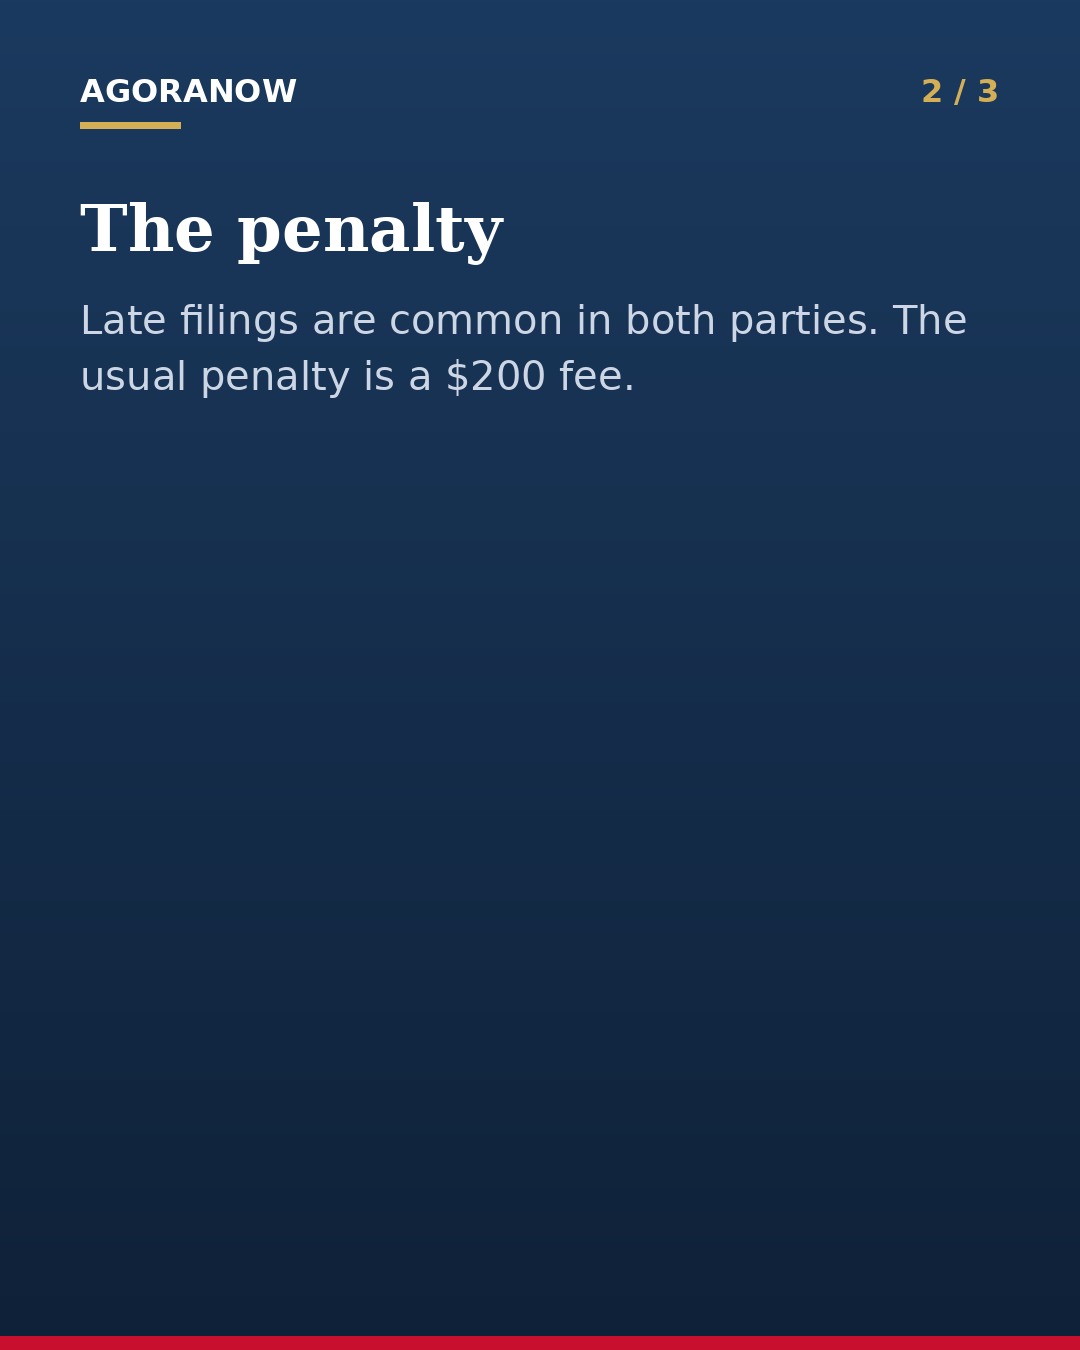 AGORANOW
2 / 3
The penalty
Late filings are common in both parties. The
usual penalty is a $200 fee.